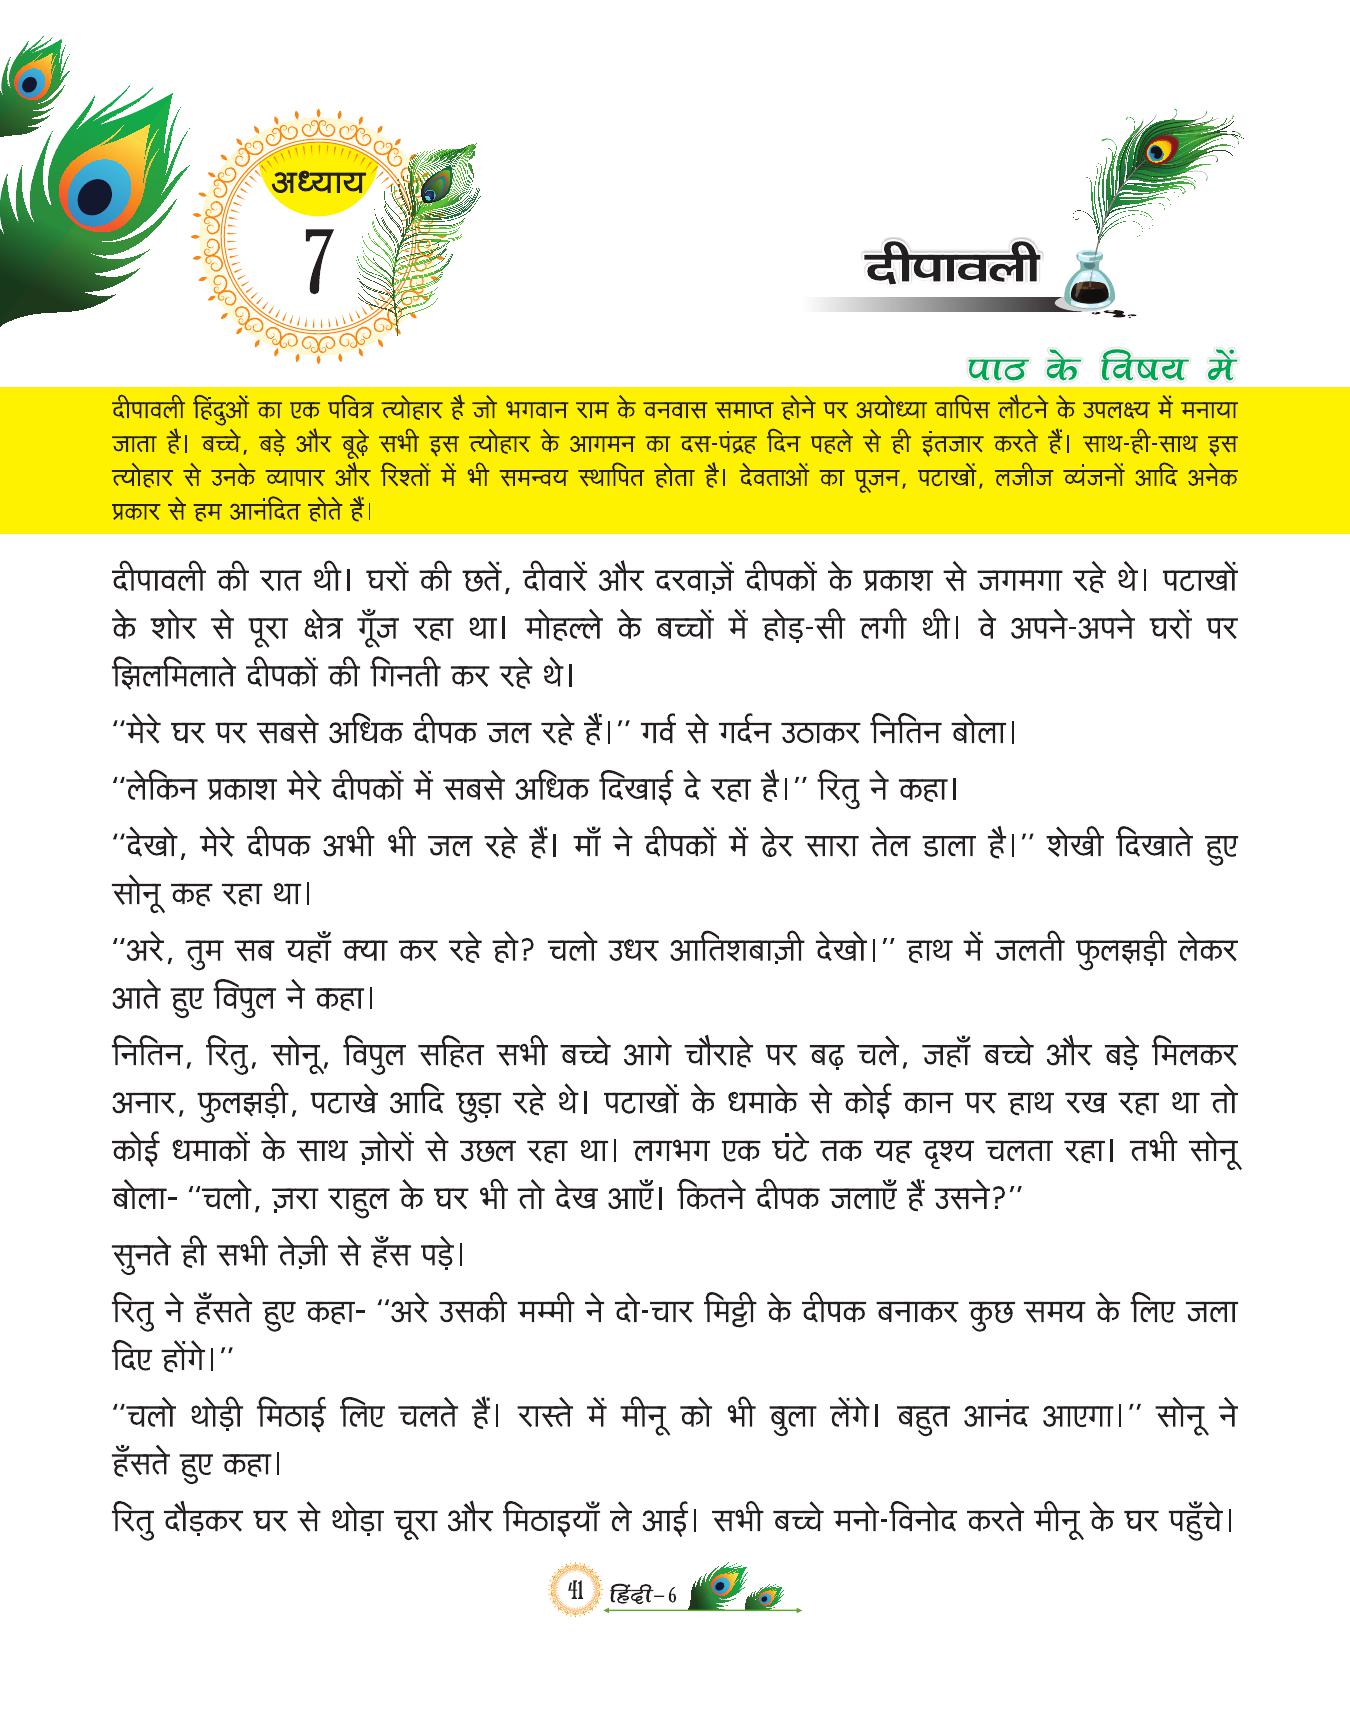 अध्याय
7
दीपावली
पाठ के विषय में
दीपावली हिंदुओं का एक पवित्र त्योहार है जो भगवान राम के वनवास समाप्त होने पर अयोध्या वापिस लौटने के उपलक्ष्य में मनाया
जाता है। बच्चे, बड़े और बूढ़े सभी इस त्योहार के आगमन का दस-पंद्रह दिन पहले से ही इंतजार करते हैं। साथ-ही-साथ इस
त्योहार से उनके व्यापार और रिश्तों में भी समन्वय स्थापित होता है। देवताओं का पूजन, पटाखों, लजीज व्यंजनों आदि अनेक
प्रकार से हम आनंदित होते हैं।
दीपावली की रात थी। घरों की छतें, दीवारें और दरवाज़ें दीपकों के प्रकाश से जगमगा रहे थे। पटाखों
के शोर से पूरा क्षेत्र गूँज रहा था। मोहल्ले के बच्चों में होड़-सी लगी थी। वे अपने-अपने घरों पर
झिलमिलाते दीपकों की गिनती कर रहे थे।
‘‘मेरे घर पर सबसे अधिक दीपक जल रहे हैं।’’ गर्व से गर्दन उठाकर नितिन बोला।
‘‘लेकिन प्रकाश मेरे दीपकों में सबसे अधिक दिखाई दे रहा है।’’ रितु ने कहा।
‘‘देखो, मेरे दीपक अभी भी जल रहे हैं। माँ ने दीपकों में ढेर सारा तेल डाला है।’’ शेखी दिखाते हुए
सोनू कह रहा था।
‘‘अरे, तुम सब यहाँ क्या कर रहे हो? चलो उधर आतिशबाज़ी देखो।’’ हाथ में जलती फुलझड़ी लेकर
आते हुए विपुल ने कहा।
नितिन, रितु, सोनू, विपुल सहित सभी बच्चे आगे चौराहे पर बढ़ चले, जहाँ बच्चे और बड़े मिलकर
अनार, फुलझड़ी, पटाखे आदि छुड़ा रहे थे। पटाखों के धमाके से कोई कान पर हाथ रख रहा था तो
कोई धमाकों के साथ ज़ोरों से उछल रहा था। लगभग एक घंटे तक यह दृश्य चलता रहा। तभी सोनू
बोला- ‘‘चलो, ज़रा राहुल के घर भी तो देख आएँ। कितने दीपक जलाएँ हैं उसने?’’
सुनते ही सभी तेज़ी से हँस पड़े।
रितु ने हँसते हुए कहा- ‘‘अरे उसकी मम्मी ने दो-चार मिट्टी के दीपक बनाकर कुछ समय के लिए जला
दिए होंगे।’’
‘‘चलो थोड़ी मिठाई लिए चलते हैं। रास्ते में मीनू को भी बुला लेंगे। बहुत आनंद आएगा।’’ सोनू ने
हँसते हुए कहा।
रितु दौड़कर घर से थोड़ा चूरा और मिठाइयाँ ले आई। सभी बच्चे मनो-विनोद करते मीनू के घर पहुँचे।
41 हिंदी–6